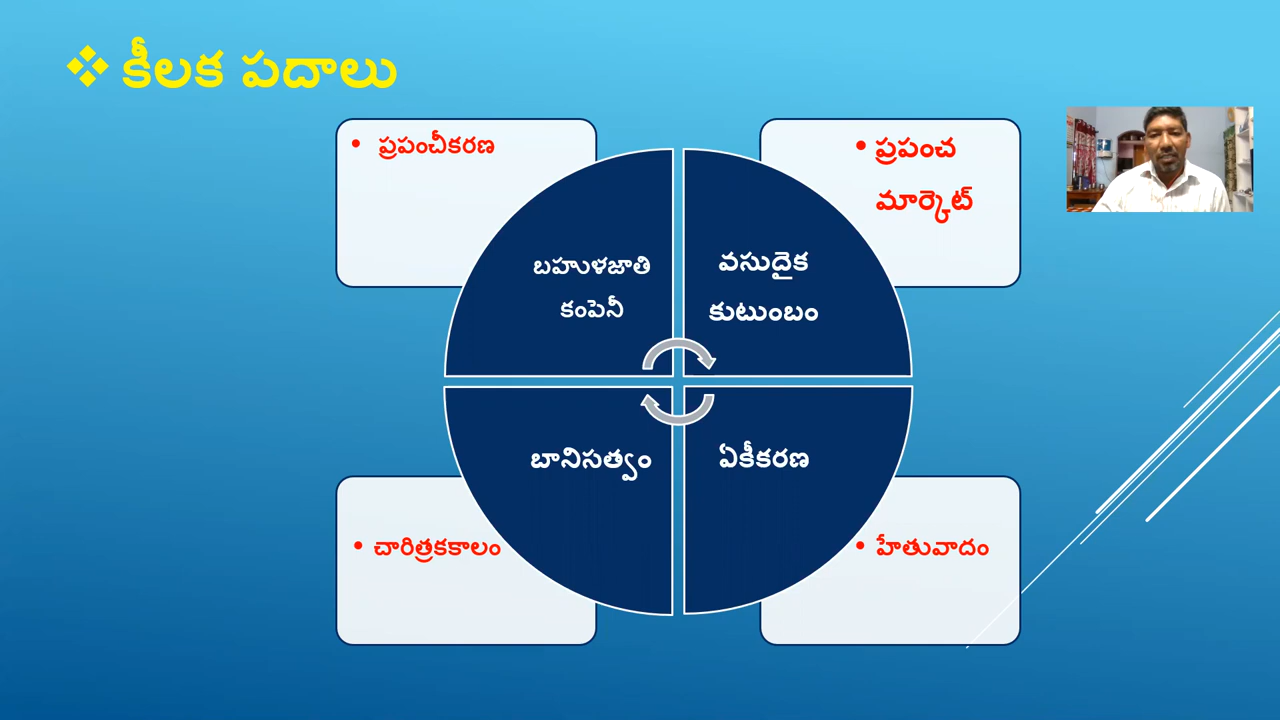 ❖ కీలక పదాలు
• ప్రపంచీకరణ
• ప్రపంచ
మార్కెట్
బహుళజాతి
కంపెనీ
వసుదైక
కుటుంబం
బానిసత్వం
ఏకీకరణ
• చారిత్రకకాలం
• హేతువాదం